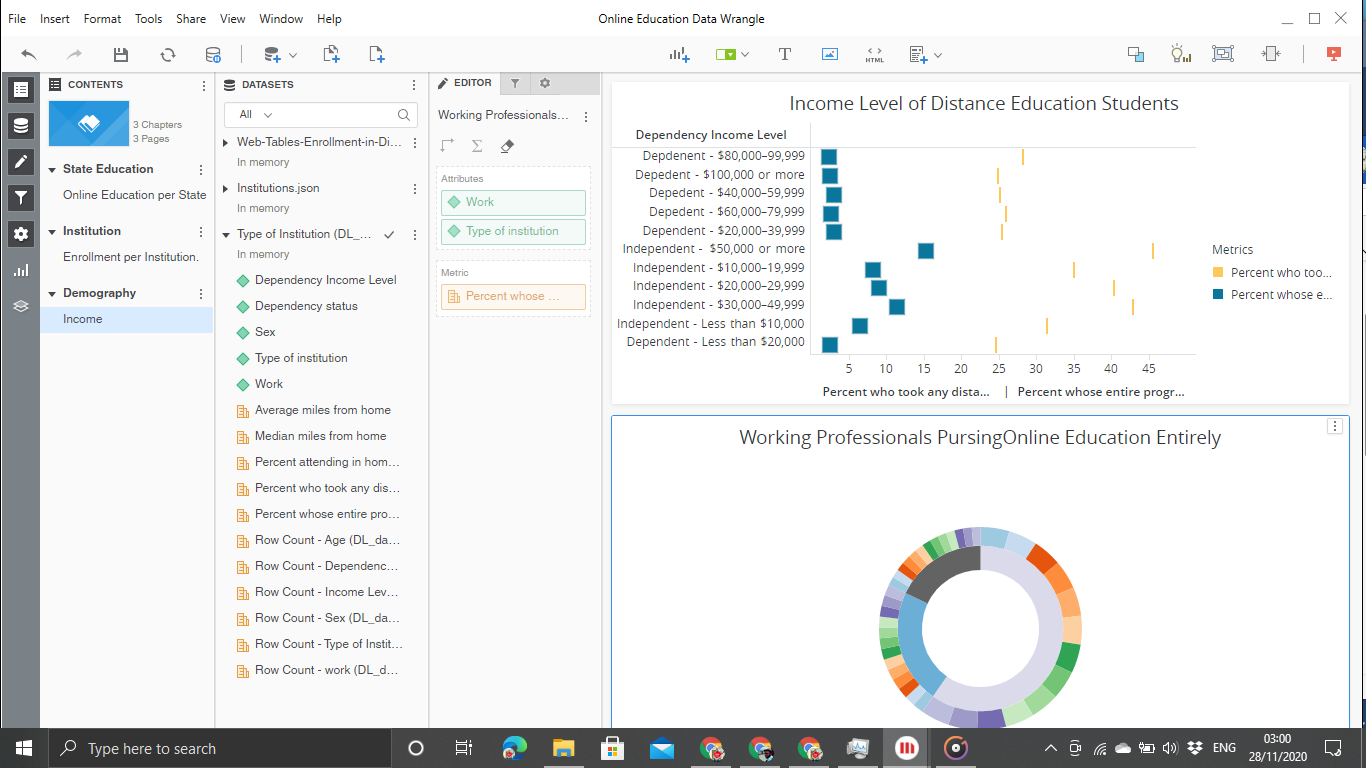 File Insert Format Tools Share View Window Help
Online Education Data Wrangle
HTML
CONTENTS
3 Chapters
3 Pages
State Education
Online Education per State
Institution
Enrollment per Institution.
Demography
Income
DATASETS
All
Web-Tables-Enrollment-in-Di...
In memory
Institutions.json
In memory
Type of Institution (DL_...
In memory
Dependency Income Level
Dependency status
Sex
Type of institution
Work
Average miles from home
Median miles from home
Percent attending in hom...
Percent who took any dis...
Percent whose entire pro...
Row Count - Age (DL_da...
Row Count - Dependenc...
Row Count - Income Lev...
Row Count - Sex (DL_da...
Row Count - Type of Instit...
Row Count - work (DL_d...
EDITOR
Working Professionals...
Attributes
Work
Type of institution
Metric
Percent whose ...
Income Level of Distance Education Students
Dependency Income Level
Depdenent - $80,000–99,999
Depedent - $100,000 or more
Depedent - $40,000–59,999
Depedent - $60,000–79,999
Dependent - $20,000–39,999
Independent - $50,000 or more
Independent - $10,000–19,999
Independent - $20,000–29,999
Independent - $30,000–49,999
Independent - Less than $10,000
Dependent - Less than $20,000
5 10 15 20 25 30 35 40 45
Percent who took any dista... | Percent whose entire progr...
Metrics
Percent who too...
Percent whose e...
Working Professionals PursingOnline Education Entirely
Type here to search
ENG
03:00
28/11/2020